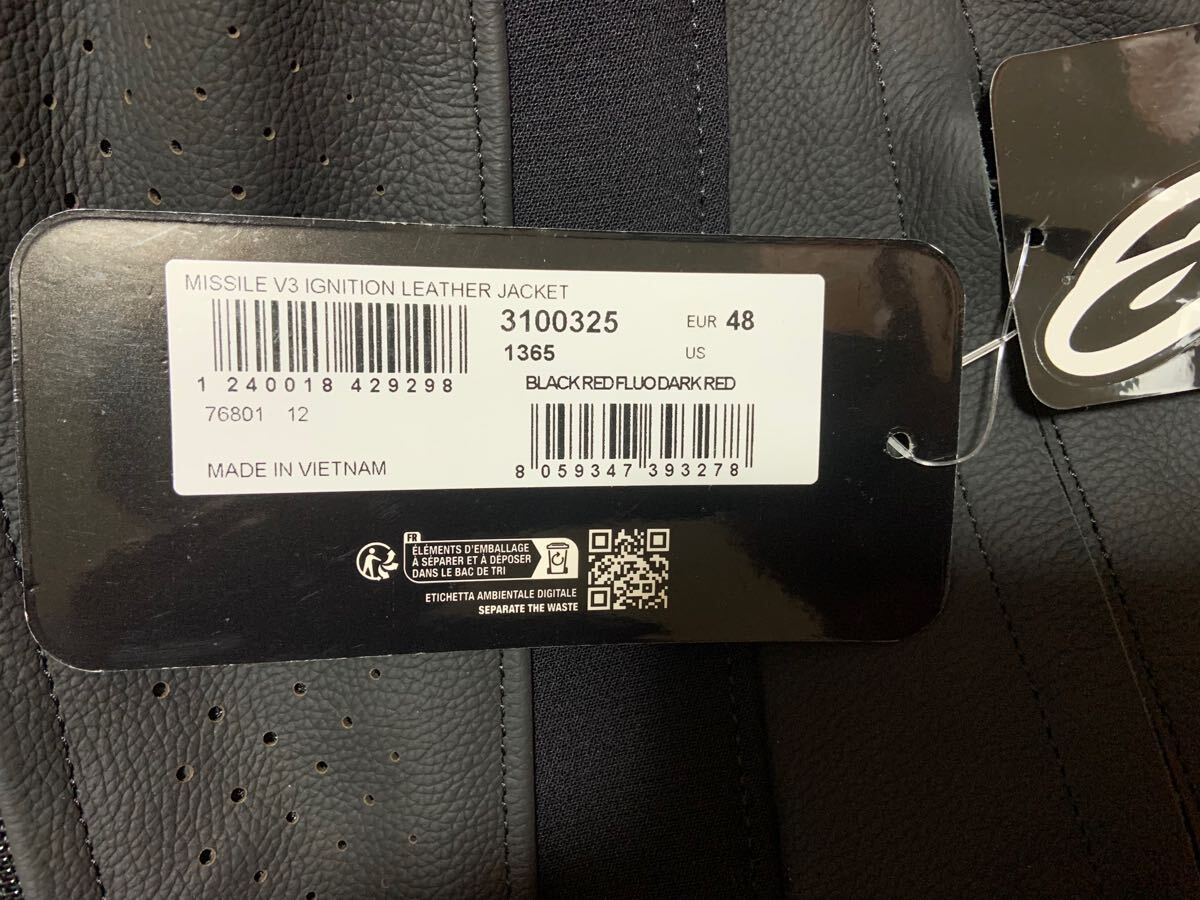 MISSILE V3 IGNITION LEATHER JACKET
3100325 EUR 48
1365 US
1 240018 429298
BLACK RED FLUO DARK RED
76801 12
8 059347 393278
MADE IN VIETNAM
FR
ÉLÉMENTS D'EMBALLAGE
À SÉPARER ET À DÉPOSER
DANS LE BAC DE TRI
ETICHETTA AMBIENTALE DIGITALE
SEPARATE THE WASTE